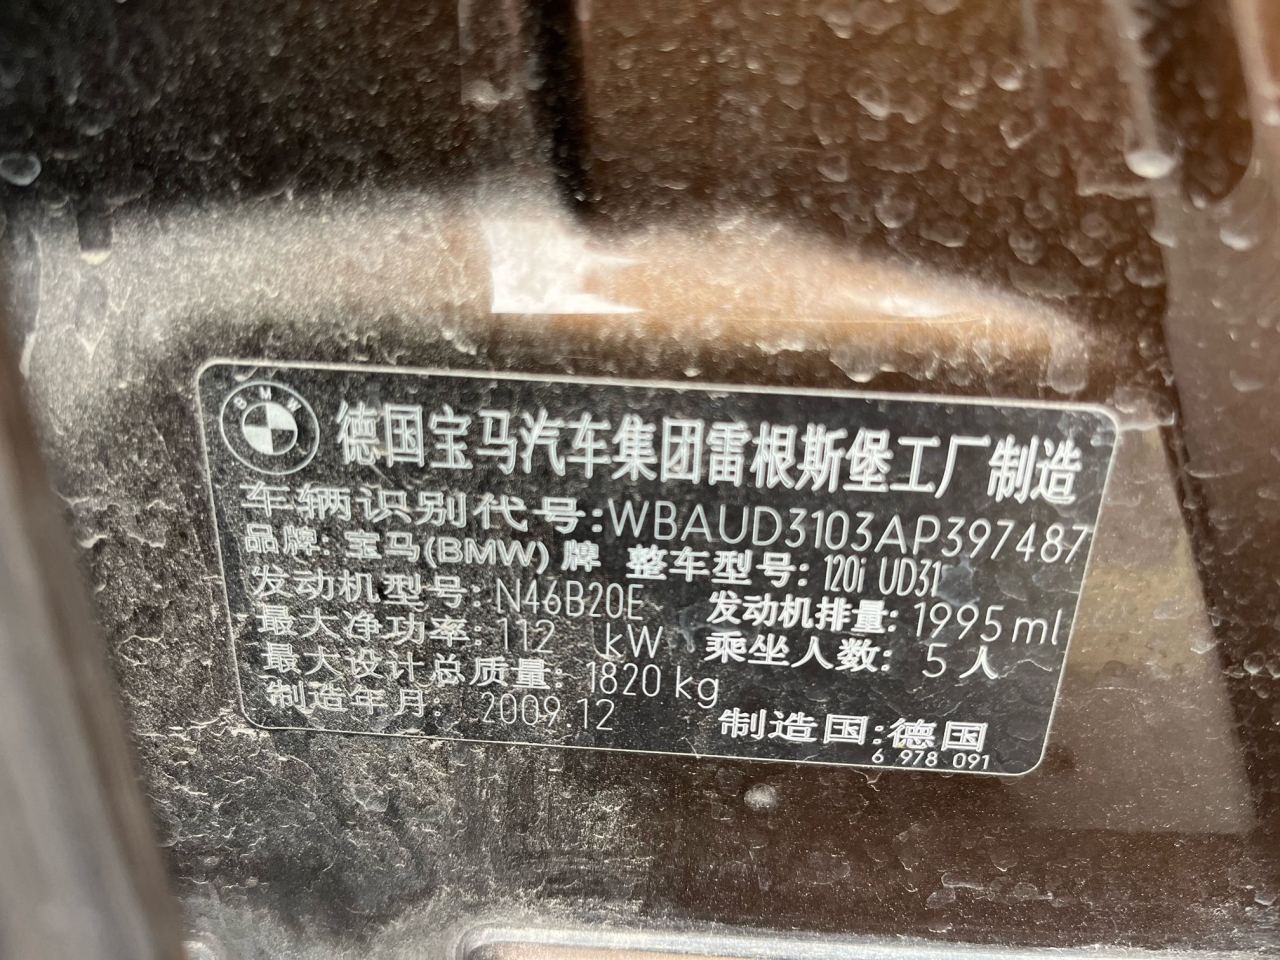 BMW
德国宝马汽车集团雷根斯堡工厂制造
车辆识别代号:WBAUD3103AP397487
品牌: 宝马(BMW) 牌 整车型号: 120i UD31
发动机型号: N46B20E 发动机排量: 1995 ml
最大净功率: 112 kW 乘坐人数: 5 人
最大设计总质量: 1820 kg
制造年月: 2009.12 制造国:德国
6 978 091